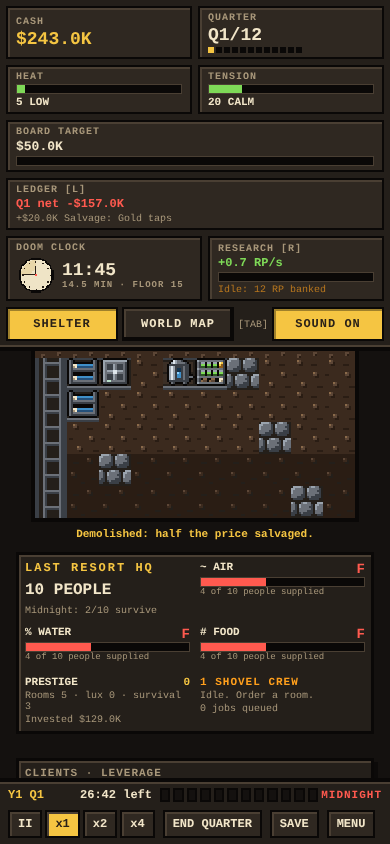 CASH
$243.0K
QUARTER
Q1/12
HEAT
5 LOW
TENSION
20 CALM
BOARD TARGET
$50.0K
LEDGER [L]
Q1 net -$157.0K
+$20.0K Salvage: Gold taps
DOOM CLOCK
11:45
14.5 MIN · FLOOR 15
RESEARCH [R]
+0.7 RP/s
Idle: 12 RP banked
SHELTER
WORLD MAP
[TAB]
SOUND ON
Demolished: half the price salvaged.
LAST RESORT HQ
10 PEOPLE
Midnight: 2/10 survive
~ AIR F
4 of 10 people supplied
% WATER F
4 of 10 people supplied
# FOOD F
4 of 10 people supplied
PRESTIGE 0
Rooms 5 · lux 0 · survival
3
Invested $129.0K
1 SHOVEL CREW
Idle. Order a room.
0 jobs queued
CLIENTS · LEVERAGE
Y1 Q1 26:42 left MIDNIGHT
II x1 x2 x4 END QUARTER SAVE MENU